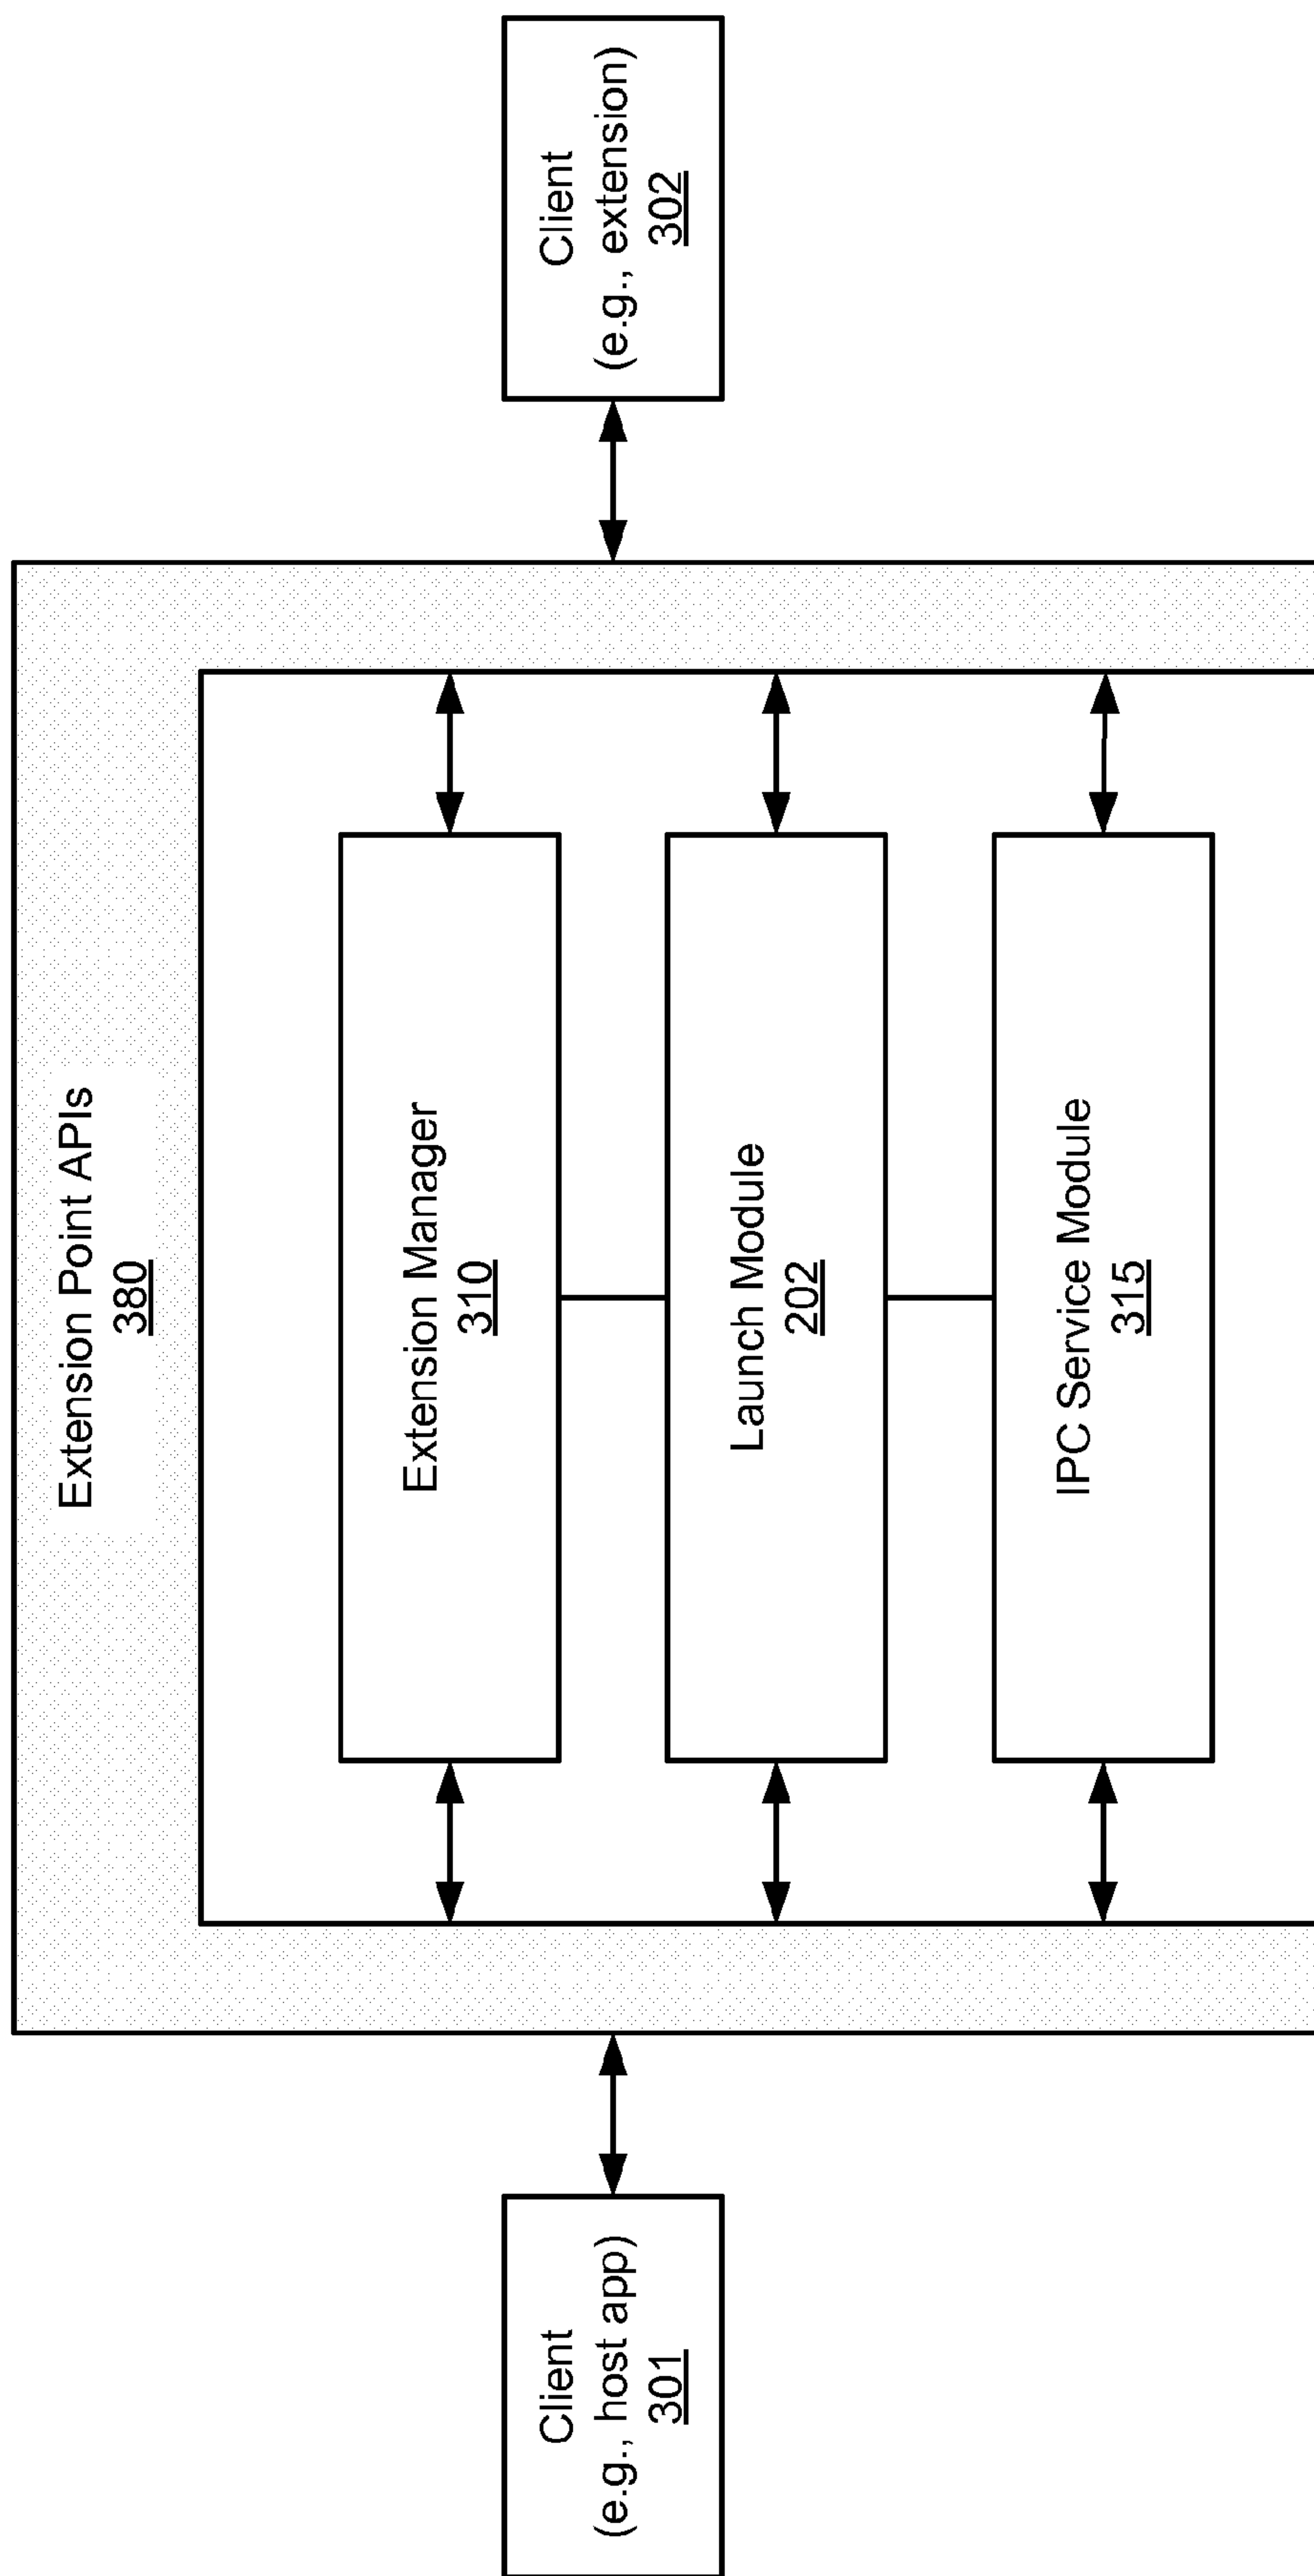 Extension Point APIs
380
Client
(e.g., host app)
301
Extension Manager
310
Launch Module
202
IPC Service Module
315
Client
(e.g., extension)
302